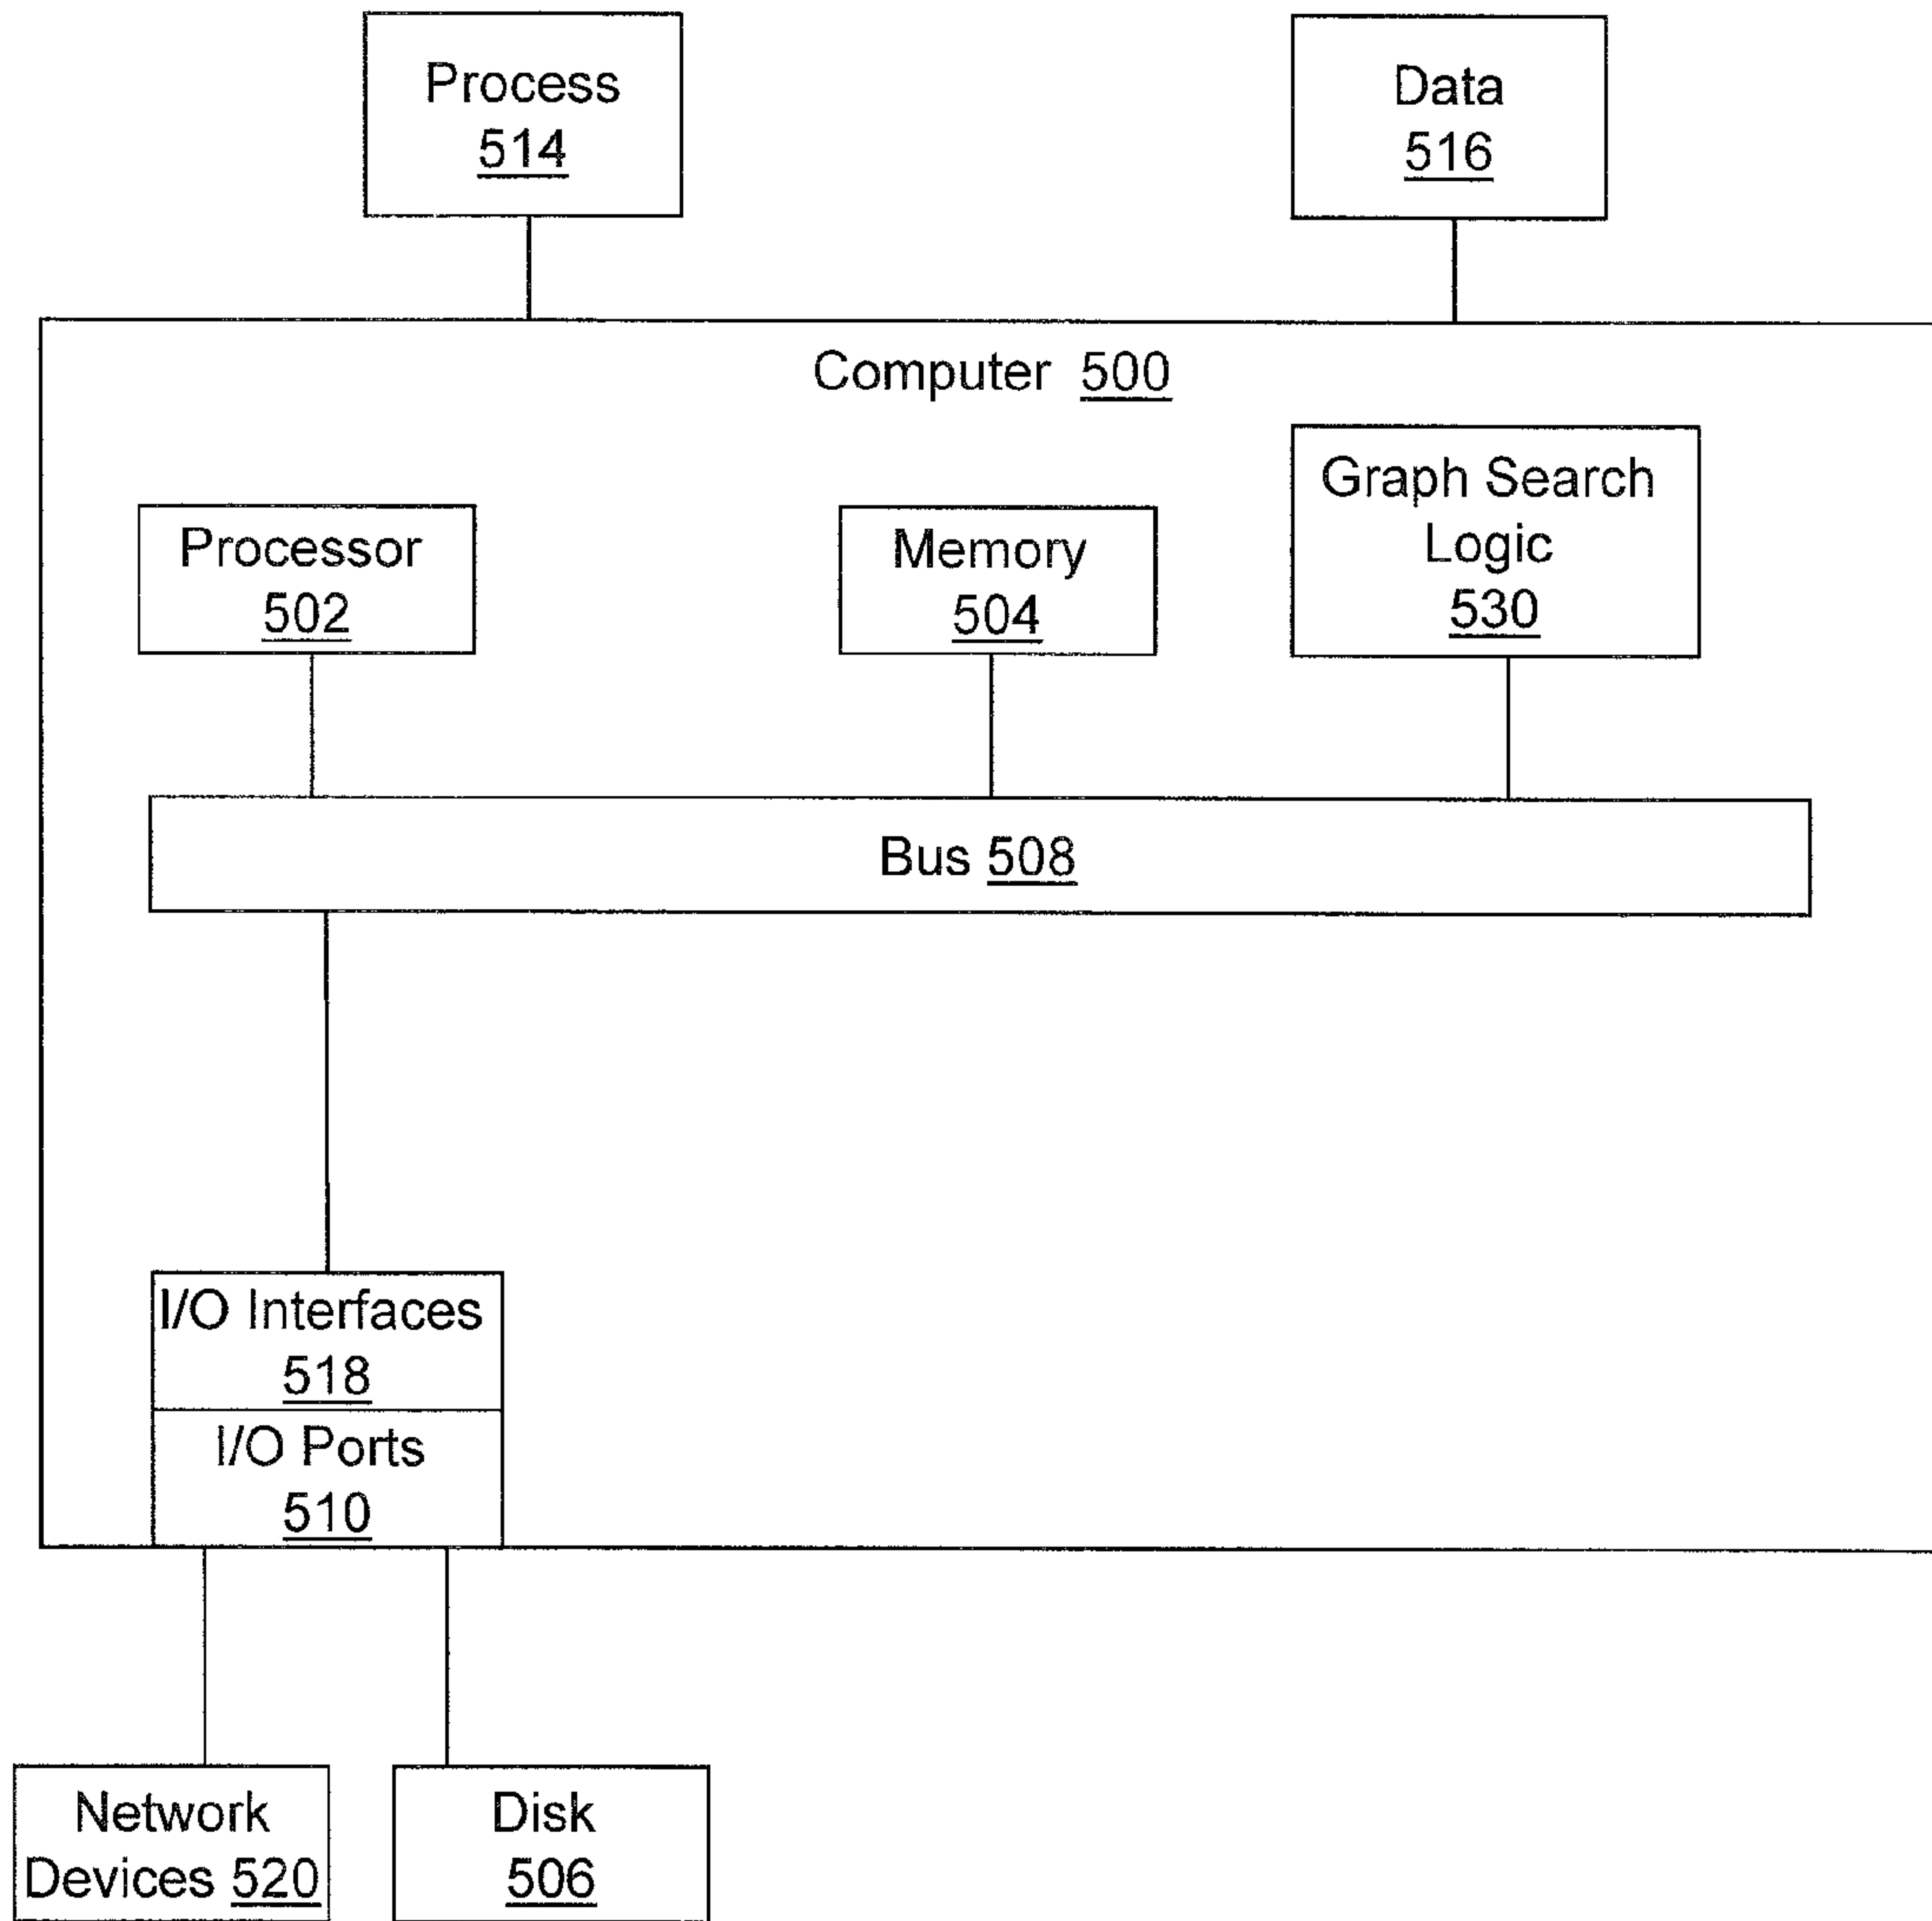 Process
514
Data
516
Computer 500
Graph Search
Logic
530
Processor
502
Memory
504
Bus 508
I/O Interfaces
518
I/O Ports
510
Network
Devices 520
Disk
506